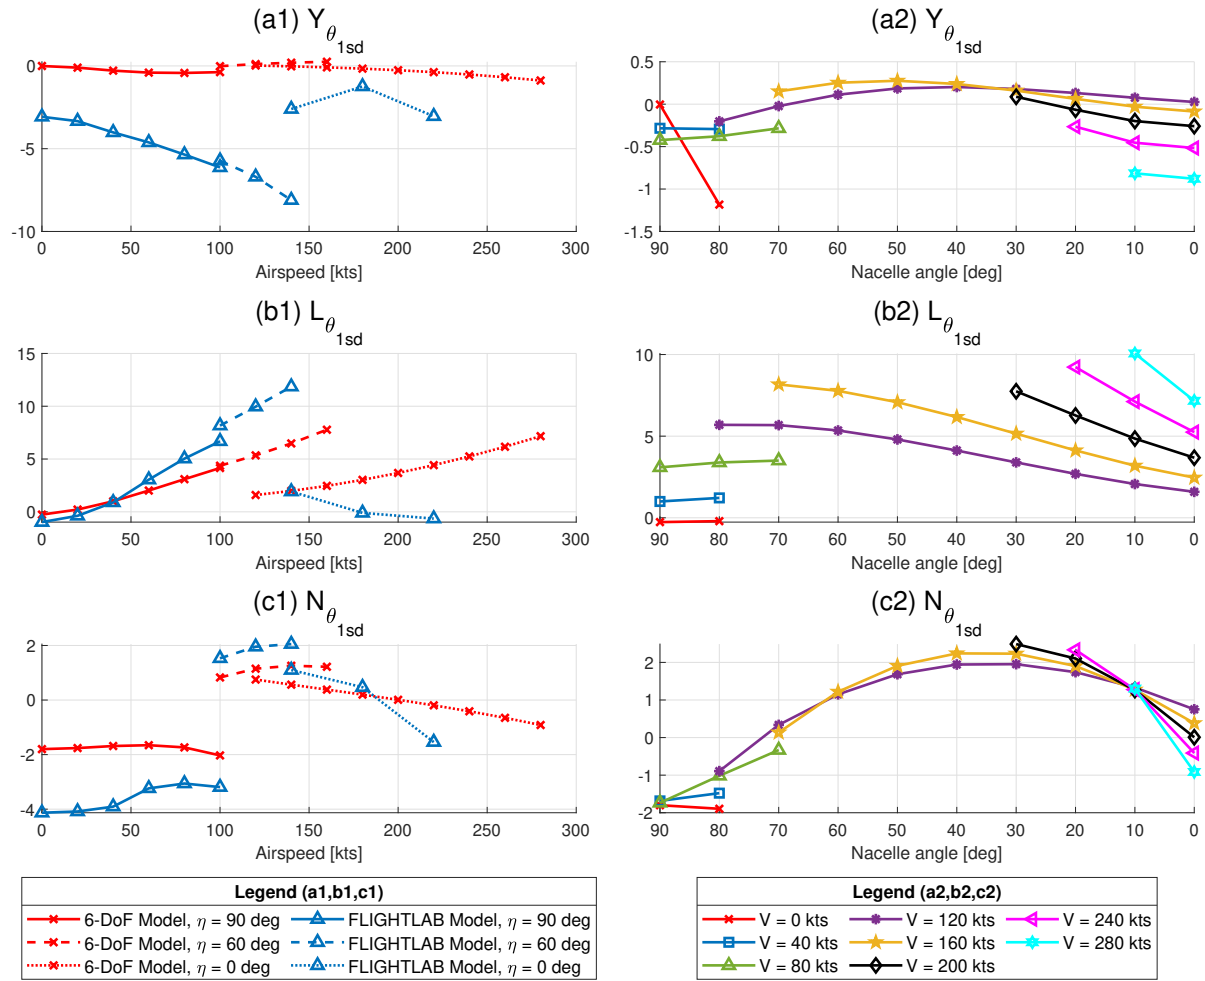 (a1) Yθ1sd
0
-5
-10
0 50 100 150 200 250 300
Airspeed [kts]
(a2) Yθ1sd
0.5
0
-0.5
-1
-1.5
90 80 70 60 50 40 30 20 10 0
Nacelle angle [deg]
(b1) Lθ1sd
15
10
5
0
0 50 100 150 200 250 300
Airspeed [kts]
(b2) Lθ1sd
10
5
0
90 80 70 60 50 40 30 20 10 0
Nacelle angle [deg]
(c1) Nθ1sd
2
0
-2
-4
0 50 100 150 200 250 300
Airspeed [kts]
(c2) Nθ1sd
2
1
0
-1
-2
90 80 70 60 50 40 30 20 10 0
Nacelle angle [deg]
Legend (a1,b1,c1)
6-DoF Model, η = 90 deg FLIGHTLAB Model, η = 90 deg
6-DoF Model, η = 60 deg FLIGHTLAB Model, η = 60 deg
6-DoF Model, η = 0 deg FLIGHTLAB Model, η = 0 deg
Legend (a2,b2,c2)
V = 0 kts V = 120 kts V = 240 kts
V = 40 kts V = 160 kts V = 280 kts
V = 80 kts V = 200 kts